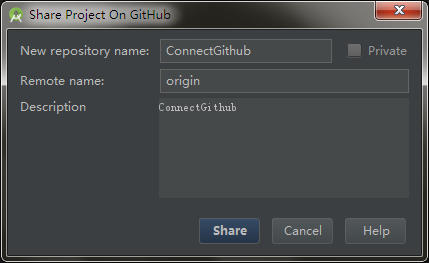 Share Project On GitHub
New repository name: ConnectGithub Private
Remote name: origin
Description ConnectGithub
Share Cancel Help